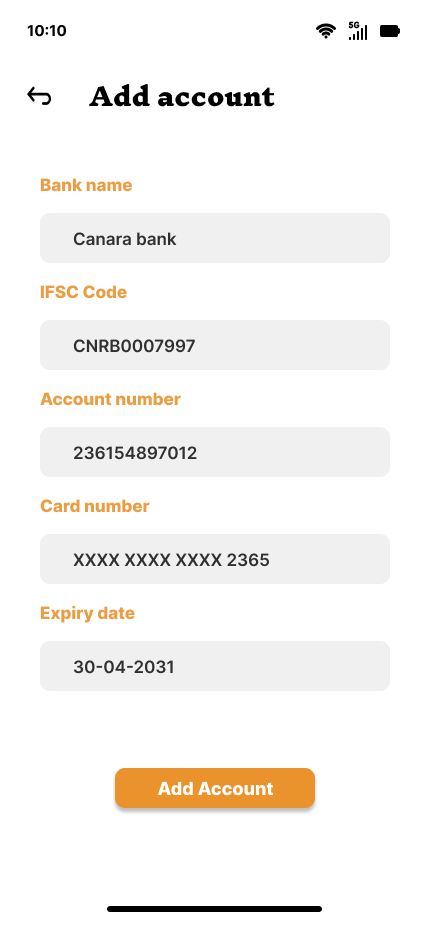 10:10
5G
Add account
Bank name
Canara bank
IFSC Code
CNRB0007997
Account number
236154897012
Card number
XXXX XXXX XXXX 2365
Expiry date
30-04-2031
Add Account